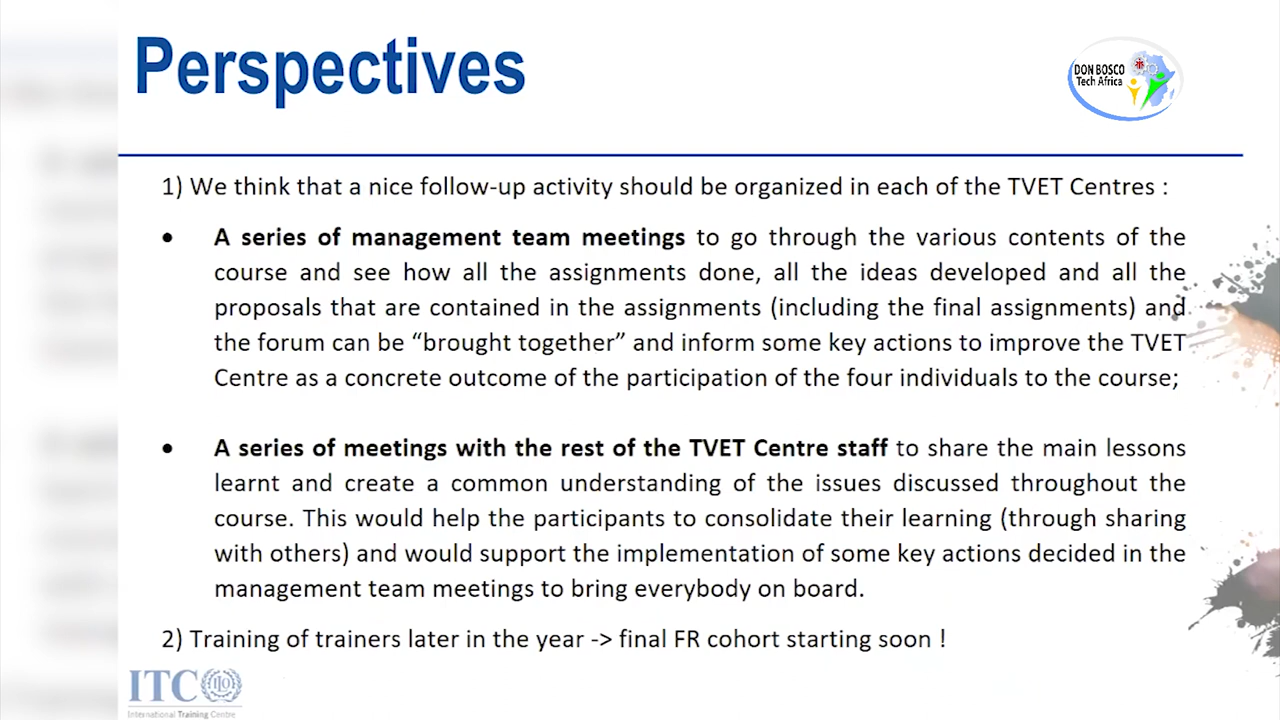 Perspectives
DON BOSCO
Tech Africa
1) We think that a nice follow-up activity should be organized in each of the TVET Centres :
• A series of management team meetings to go through the various contents of the
course and see how all the assignments done, all the ideas developed and all the
proposals that are contained in the assignments (including the final assignments) and
the forum can be “brought together” and inform some key actions to improve the TVET
Centre as a concrete outcome of the participation of the four individuals to the course;
• A series of meetings with the rest of the TVET Centre staff to share the main lessons
learnt and create a common understanding of the issues discussed throughout the
course. This would help the participants to consolidate their learning (through sharing
with others) and would support the implementation of some key actions decided in the
management team meetings to bring everybody on board.
2) Training of trainers later in the year -> final FR cohort starting soon !
ITC
International Training Centre